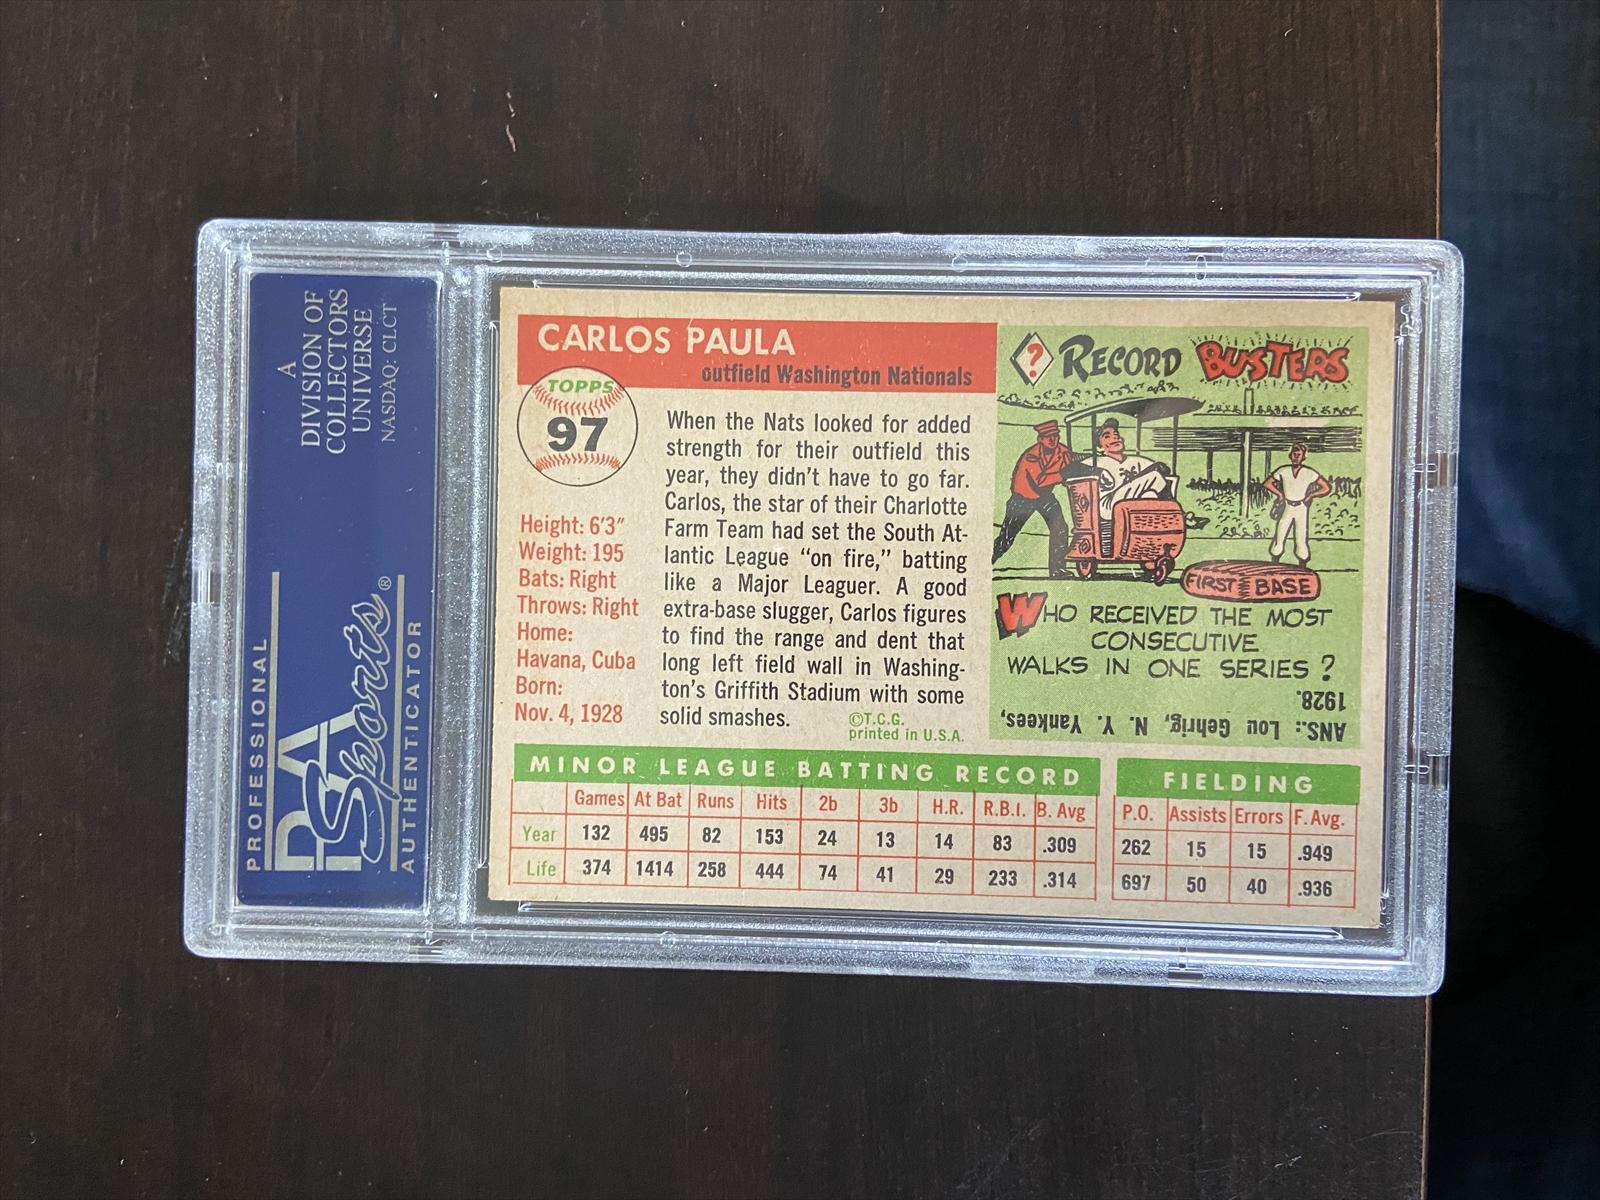 A
DIVISION OF
COLLECTORS
UNIVERSE
NASDAQ: CLCT
PROFESSIONAL
PSA
Sports®
AUTHENTICATOR
CARLOS PAULA
outfield Washington Nationals
TOPPS
97
Height: 6'3"
Weight: 195
Bats: Right
Throws: Right
Home:
Havana, Cuba
Born:
Nov. 4, 1928
When the Nats looked for added
strength for their outfield this
year, they didn't have to go far.
Carlos, the star of their Charlotte
Farm Team had set the South At-
lantic League "on fire," batting
like a Major Leaguer. A good
extra-base slugger, Carlos figures
to find the range and dent that
long left field wall in Washing-
ton's Griffith Stadium with some
solid smashes.
©T.C.G.
printed in U.S.A.
? RECORD BUSTERS
FIRST BASE
WHO RECEIVED THE MOST
CONSECUTIVE
WALKS IN ONE SERIES?
ANS.: Lou Gehrig, N. Y. Yankees,
1928.
MINOR LEAGUE BATTING RECORD
Games At Bat Runs Hits 2b 3b H.R. R.B.I. B. Avg
Year 132 495 82 153 24 13 14 83 .309
Life 374 1414 258 444 74 41 29 233 .314
FIELDING
P.O. Assists Errors F. Avg.
262 15 15 .949
697 50 40 .936